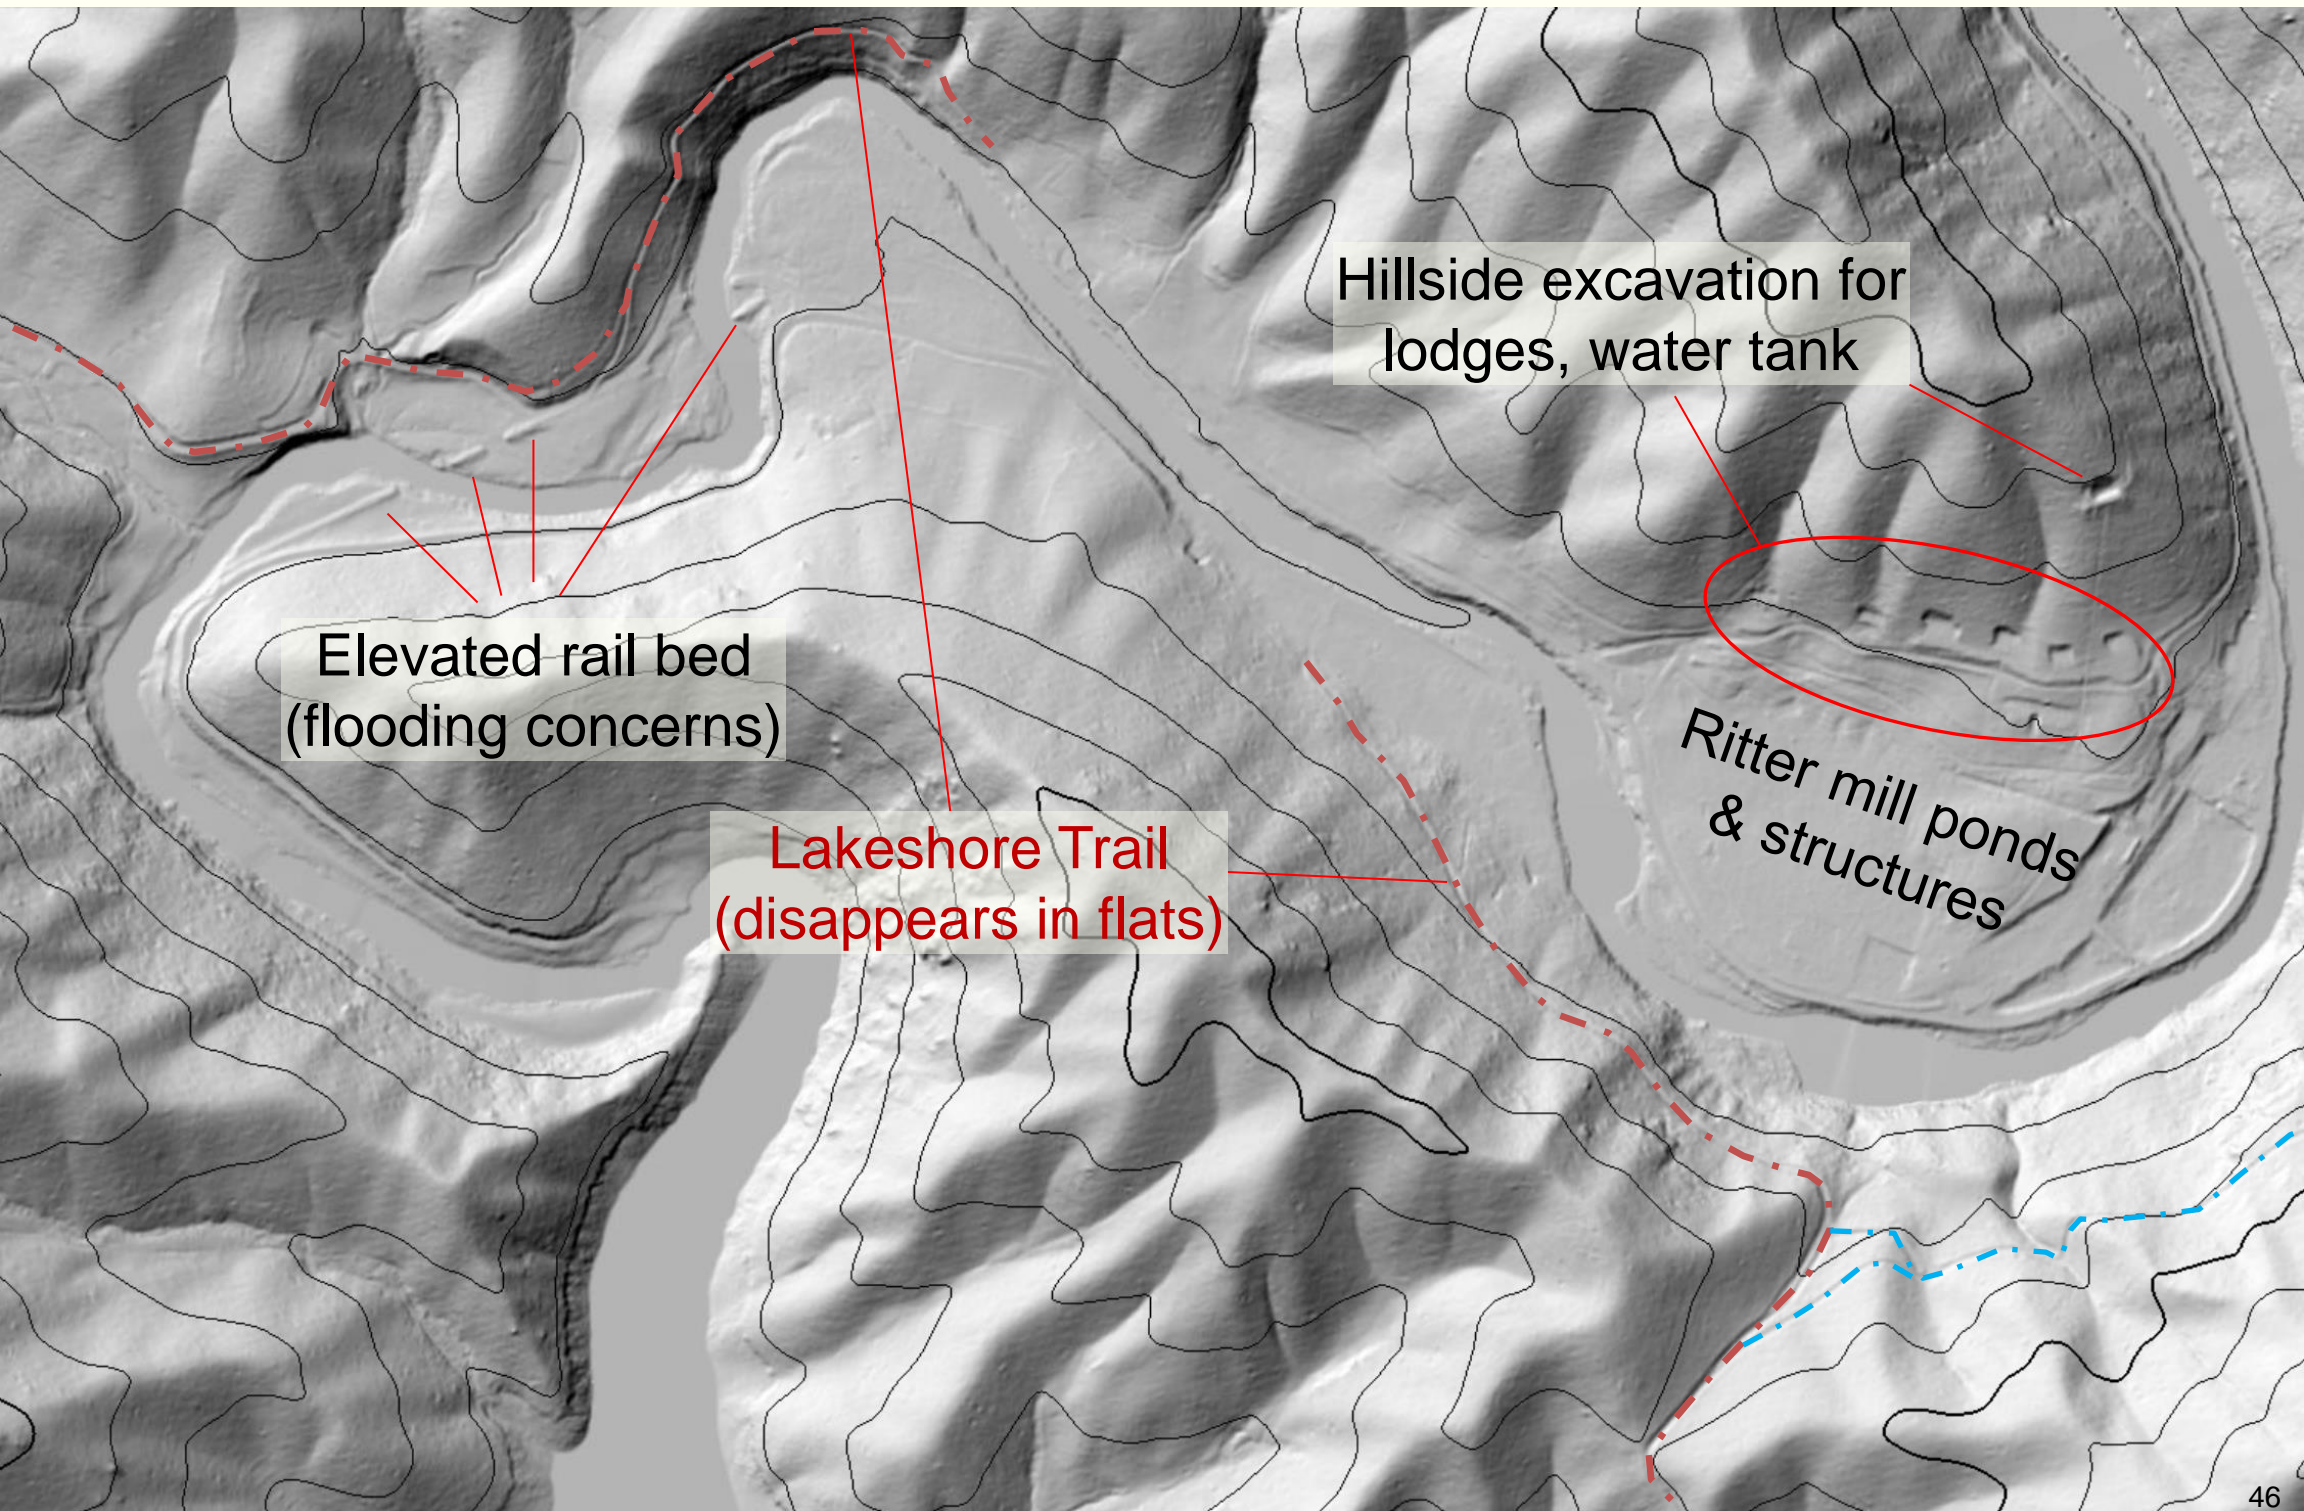 Hillside excavation for
lodges, water tank
Elevated rail bed
(flooding concerns)
Ritter mill ponds
& structures
Lakeshore Trail
(disappears in flats)
46